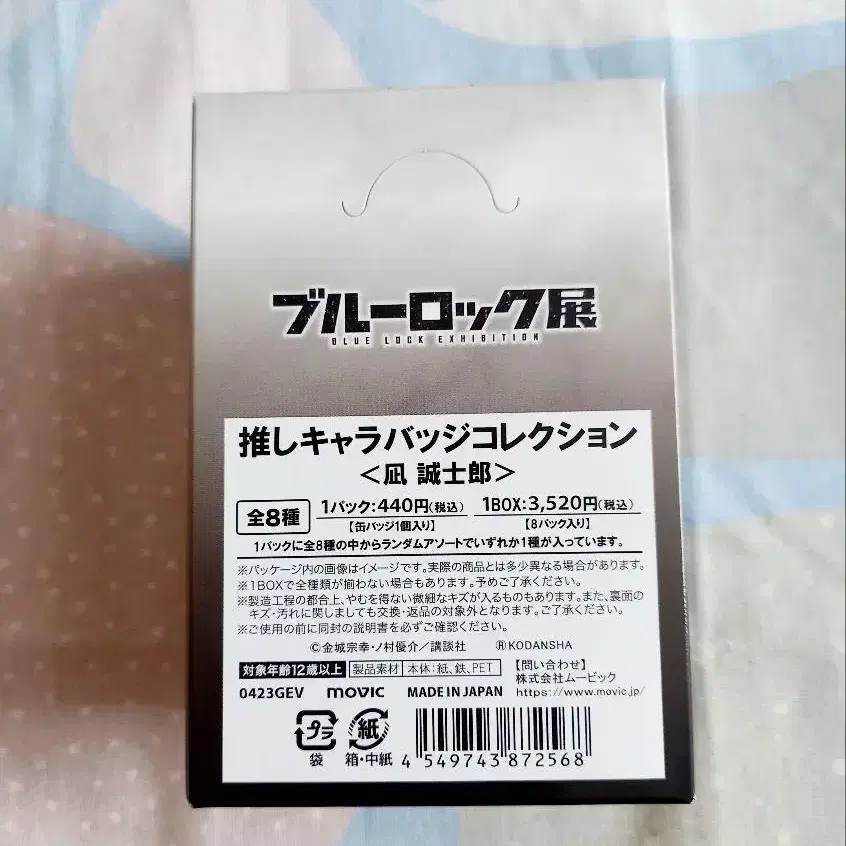 ブルーロック展
BLUE LOCK EXHIBITION
推しキャラバッジコレクション
<凪 誠士郎>
全8種 1パック:440円(税込) 1BOX:3,520円(税込)
【缶バッジ1個入り】 【8パック入り】
1パックに全8種の中からランダムアソートでいずれか1種が入っています。
※パッケージ内の画像はイメージです。実際の商品とは多少異なる場合があります。
※1BOXで全種類が揃わない場合もあります。予めご了承ください。
※製造工程の都合上、やむを得ない微細なキズが入るものもあります。また、裏面の
キズ・汚れに関しましても交換・返品の対象外となります。ご了承ください。
※ご使用の前に同封の説明書を必ずご確認ください。
©金城宗幸・ノ村優介/講談社 ®KODANSHA
対象年齢12歳以上 製品素材 本体:紙、鉄、PET 【問い合わせ】
株式会社ムービック
0423GEV movic MADE IN JAPAN https://www.movic.jp/
プラ 紙
袋 箱・中紙 4 549743 872568